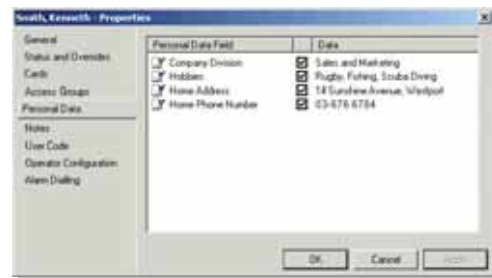 Smith, Kenneth - Properties
General
Status and Overrides
Cards
Access Groups
Personal Data
Notes
User Code
Operator Configuration
Alarm Dialling
Personal Data Field Data
Company Division Sales and Marketing
Hobbies Rugby, Fishing, Scuba Diving
Home Address 14 Sunshine Avenue, Westport
Home Phone Number 03-676 6784
OK Cancel Apply